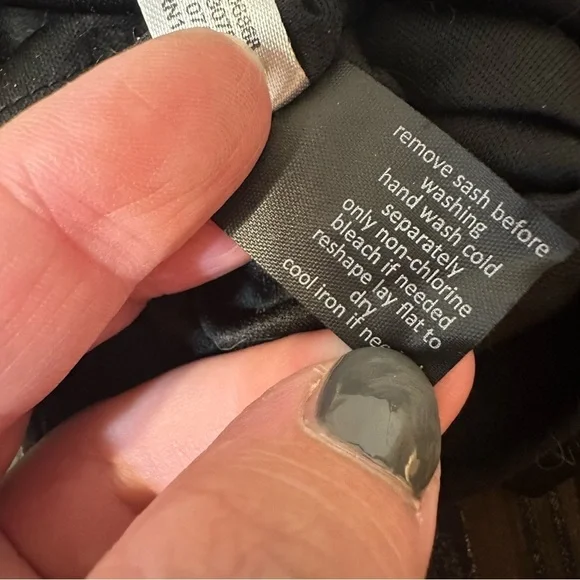 remove sash before
washing
hand wash cold
separately
only non-chlorine
bleach if needed
reshape lay flat to
dry
cool iron if